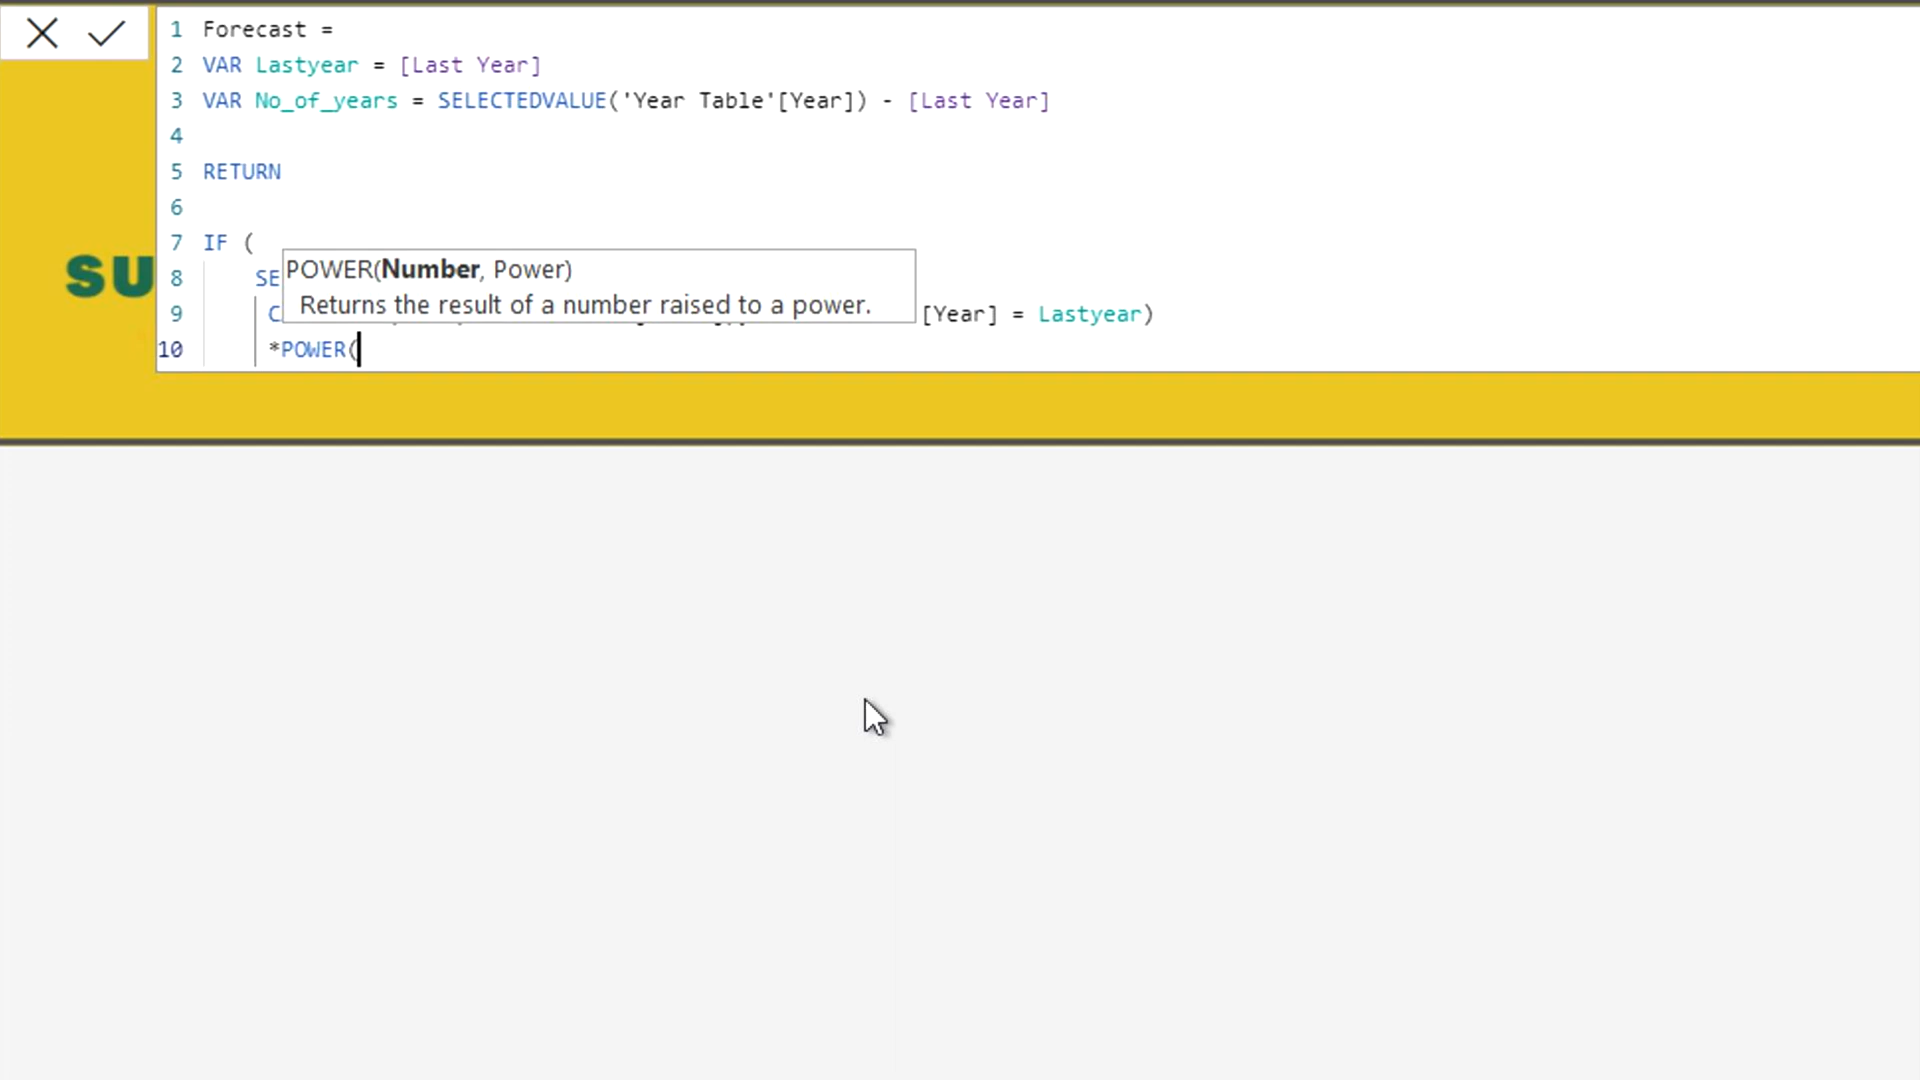 1 Forecast =
2 VAR Lastyear = [Last Year]
3 VAR No_of_years = SELECTEDVALUE('Year Table'[Year]) - [Last Year]
4
5 RETURN
6
7 IF (
POWER(Number, Power)
8 SE
Returns the result of a number raised to a power.
9 C [Year] = Lastyear)
10 *POWER(
SU